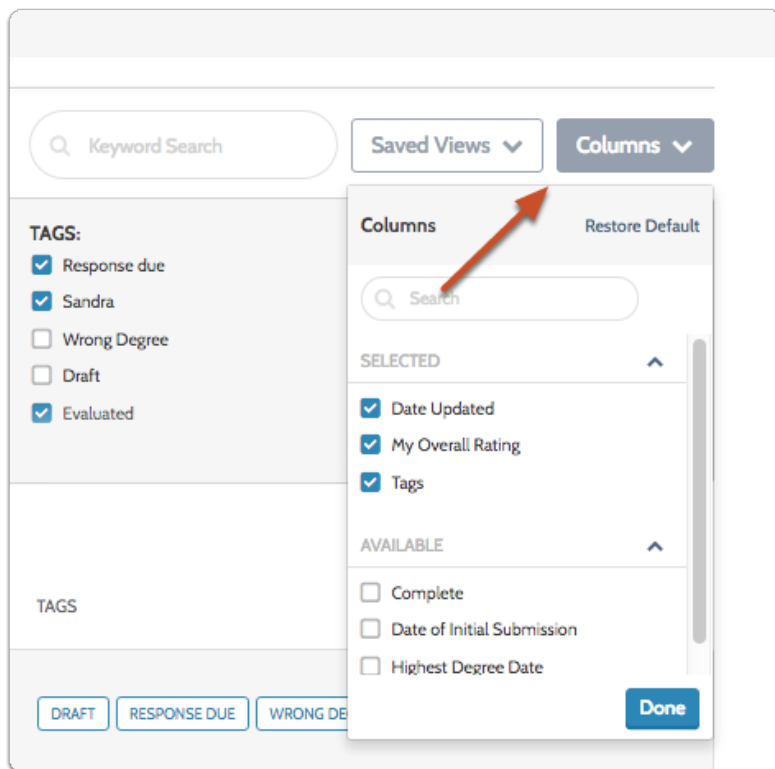 Keyword Search
Saved Views
Columns
TAGS:
Response due
Sandra
Wrong Degree
Draft
Evaluated
Columns
Restore Default
Search
SELECTED
Date Updated
My Overall Rating
Tags
AVAILABLE
Complete
Date of Initial Submission
Highest Degree Date
Done
TAGS
DRAFT
RESPONSE DUE
WRONG DE